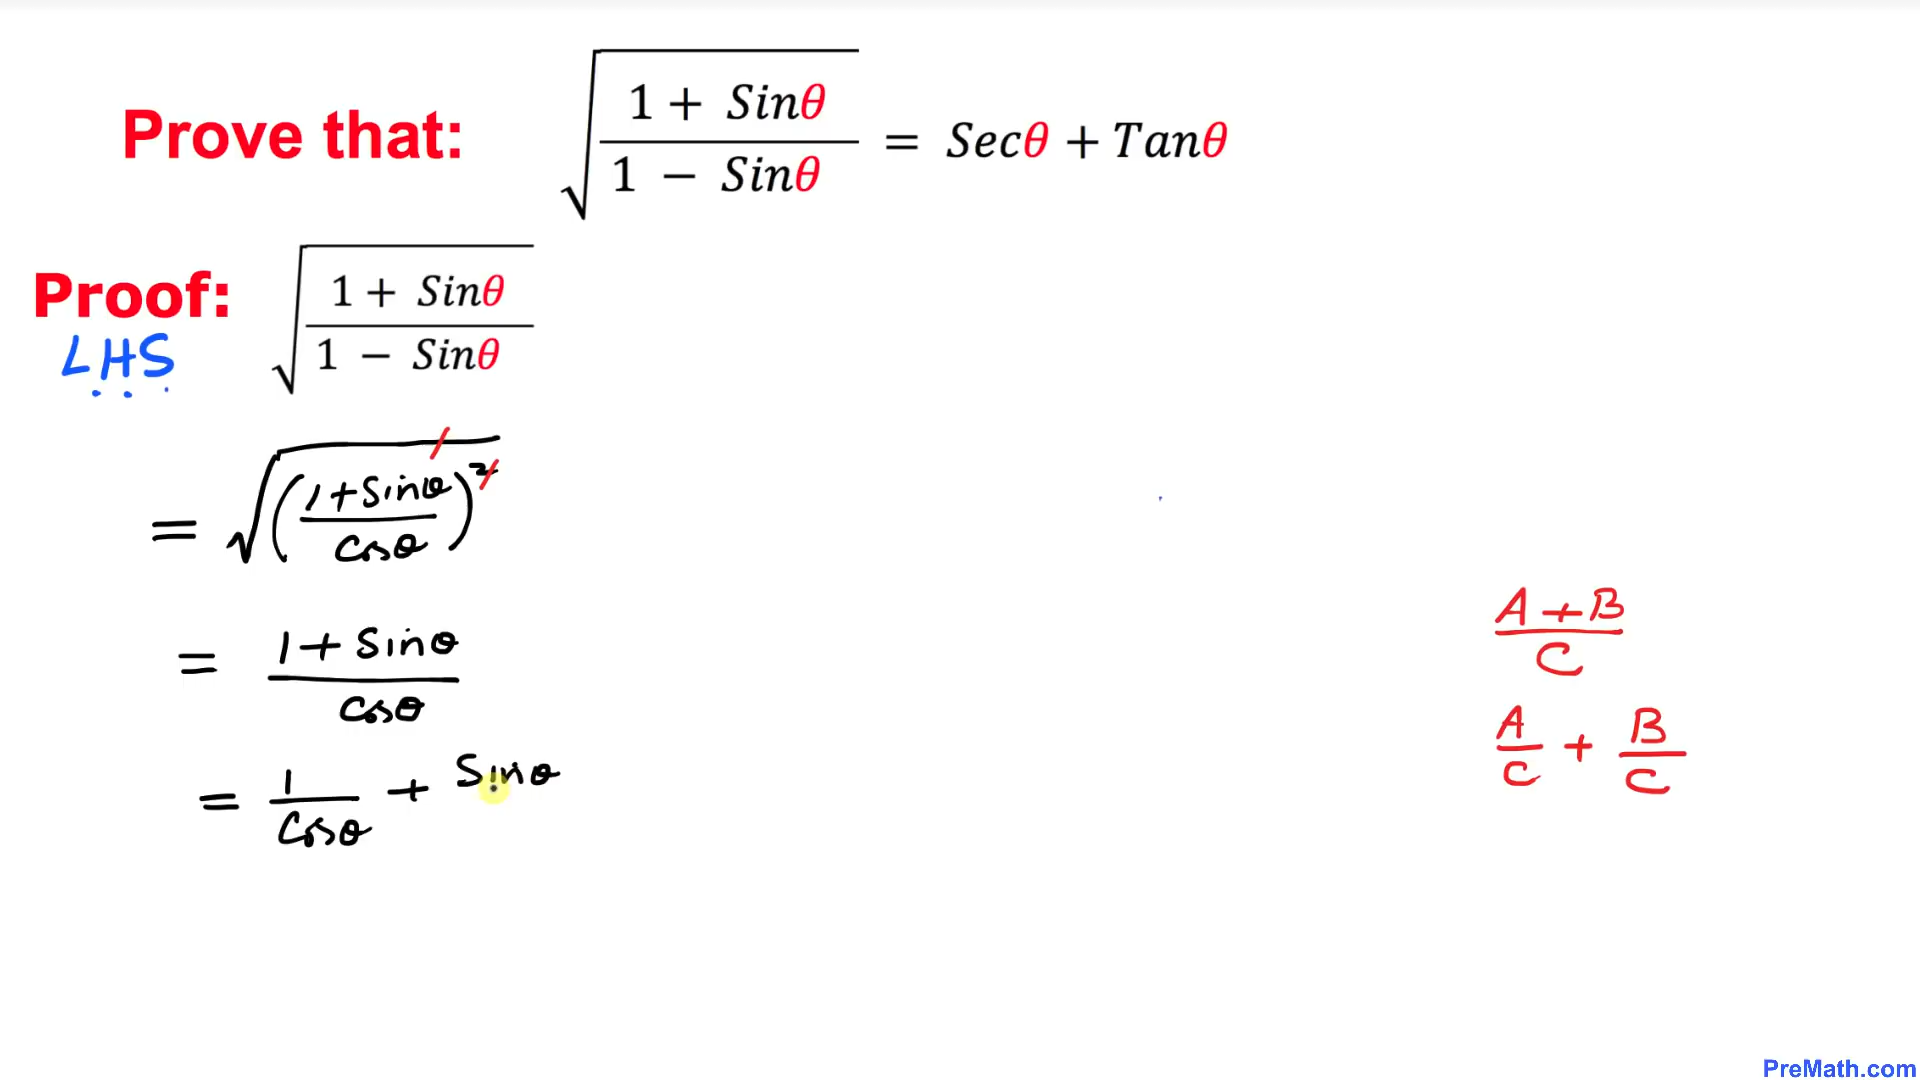 Prove that: √((1 + Sinθ)/(1 − Sinθ)) = Secθ + Tanθ
Proof: √((1 + Sinθ)/(1 − Sinθ))
LHS
= √(((1+Sinθ)/Cosθ)²)
= (1+Sinθ)/Cosθ
= 1/Cosθ + Sinθ
(A+B)/C
A/C + B/C
PreMath.com